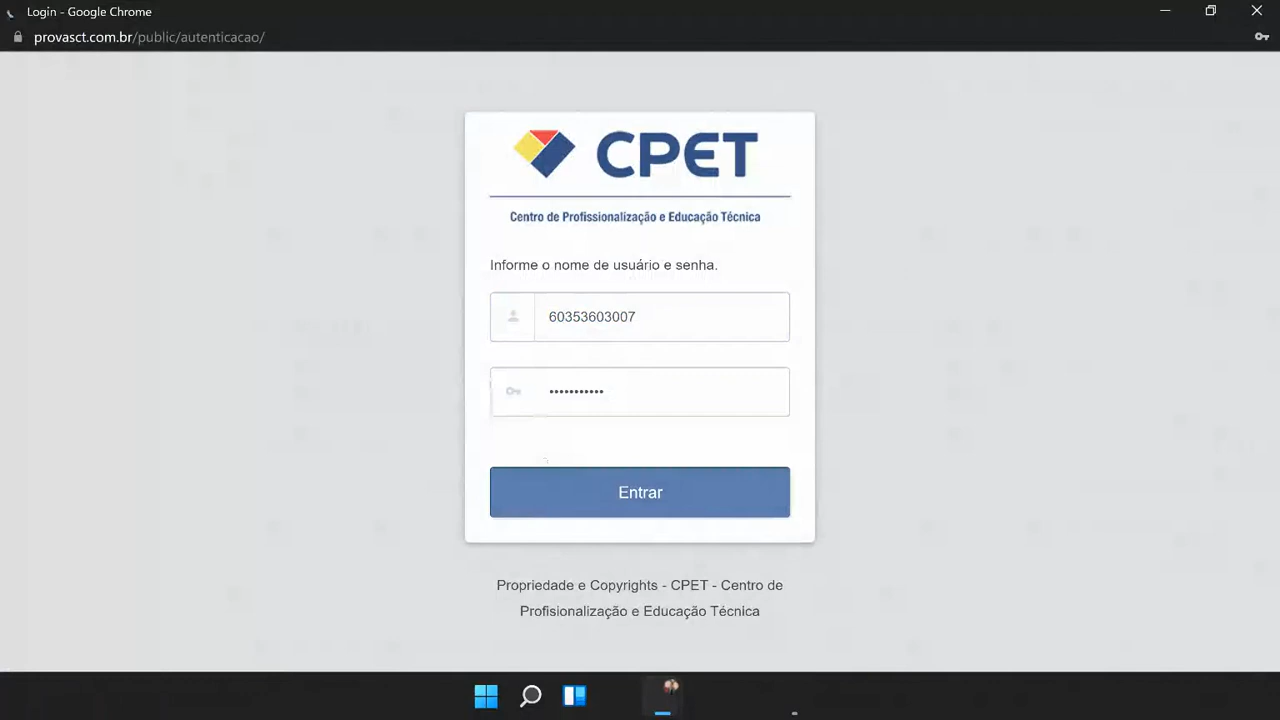 Login - Google Chrome
provasct.com.br/public/autenticacao/
CPET
Centro de Profissionalização e Educação Técnica
Informe o nome de usuário e senha.
60353603007
•••••••••••
Entrar
Propriedade e Copyrights - CPET - Centro de
Profisionalização e Educação Técnica